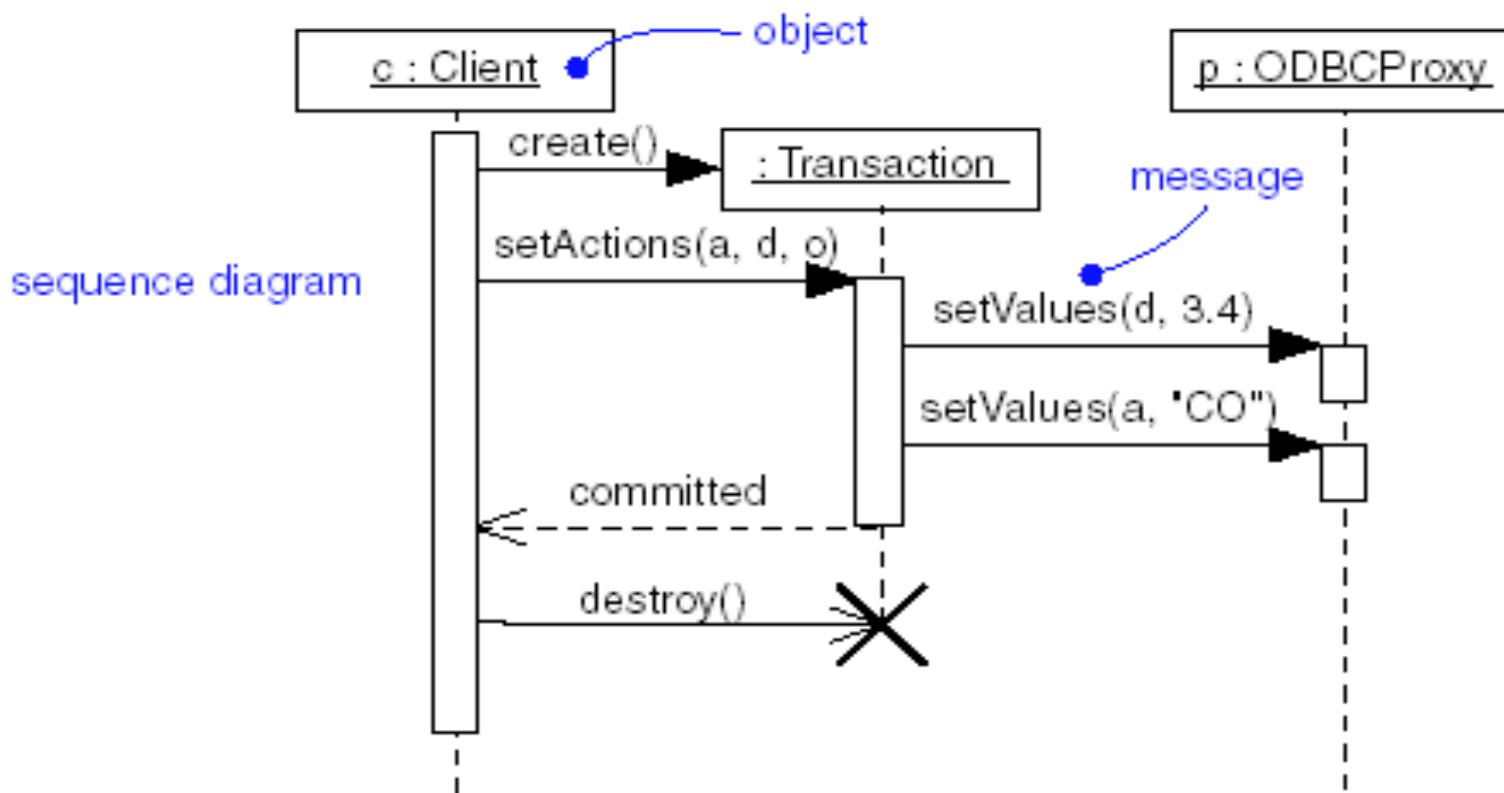 object
c : Client
p : ODBCProxy
create()
: Transaction
message
setActions(a, d, o)
sequence diagram
setValues(d, 3.4)
setValues(a, "CO")
committed
destroy()